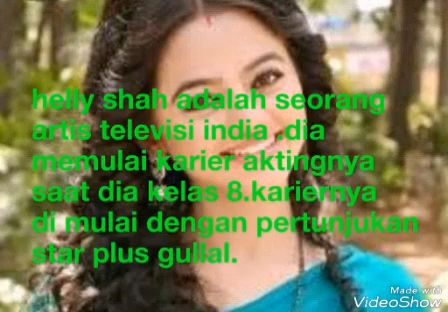 helly shah adalah seorang
artis televisi india .dia
memulai karier aktingnya
saat dia kelas 8.kariernya
di mulai dengan pertunjukan
star plus gullal.
Made with
VideoShow